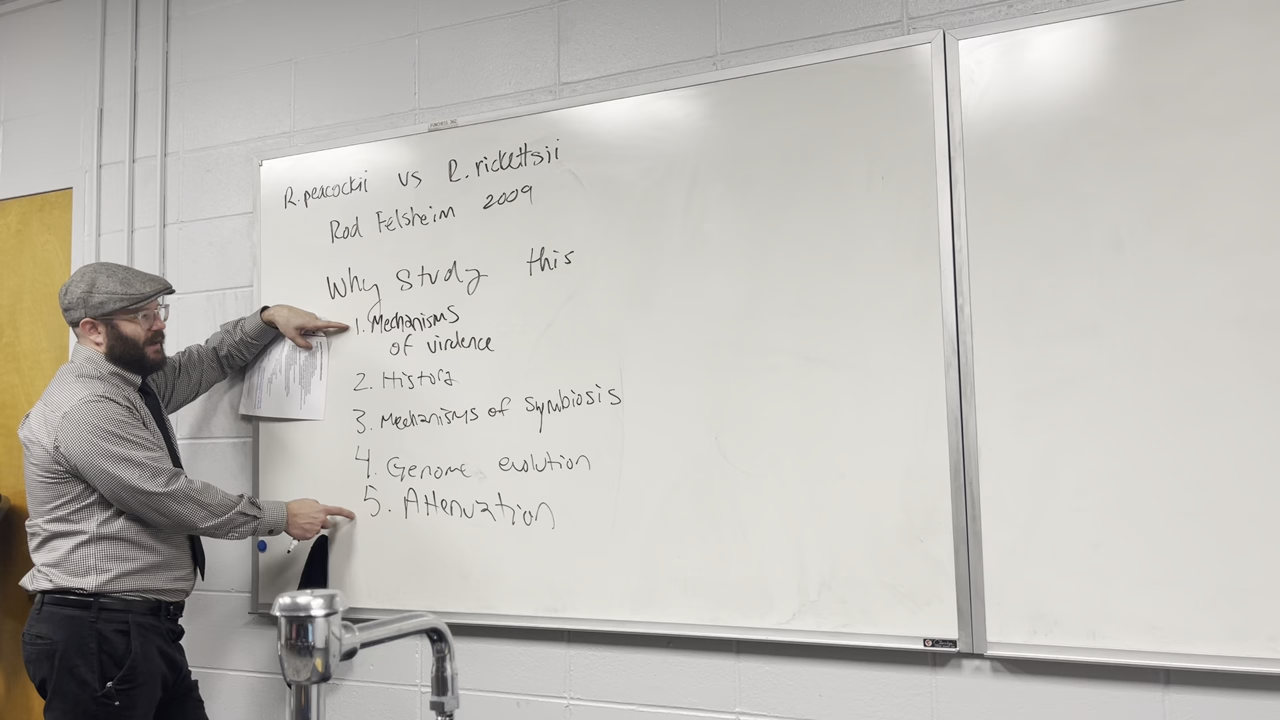 R.peacockii vs R.rickettsii
Rod Felsheim 2009
Why Study this
1. Mechanisms
of virulence
2. History
3. Mechanisms of Symbiosis
4. Genome evolution
5. Attenuation